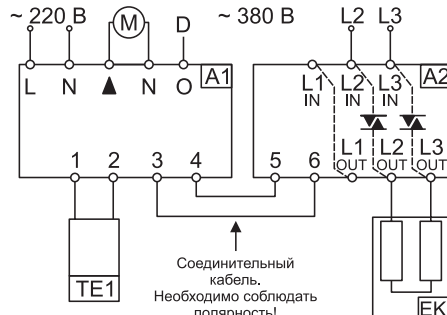 ~ 220 В
M
D
~ 380 В
L2
L3
L
N
N
O
A1
L1 IN
L2 IN
L3 IN
A2
1
2
3
4
5
6
L1 OUT
L2 OUT
L3 OUT
TE1
Соединительный
кабель.
Необходимо соблюдать
полярность!
EK